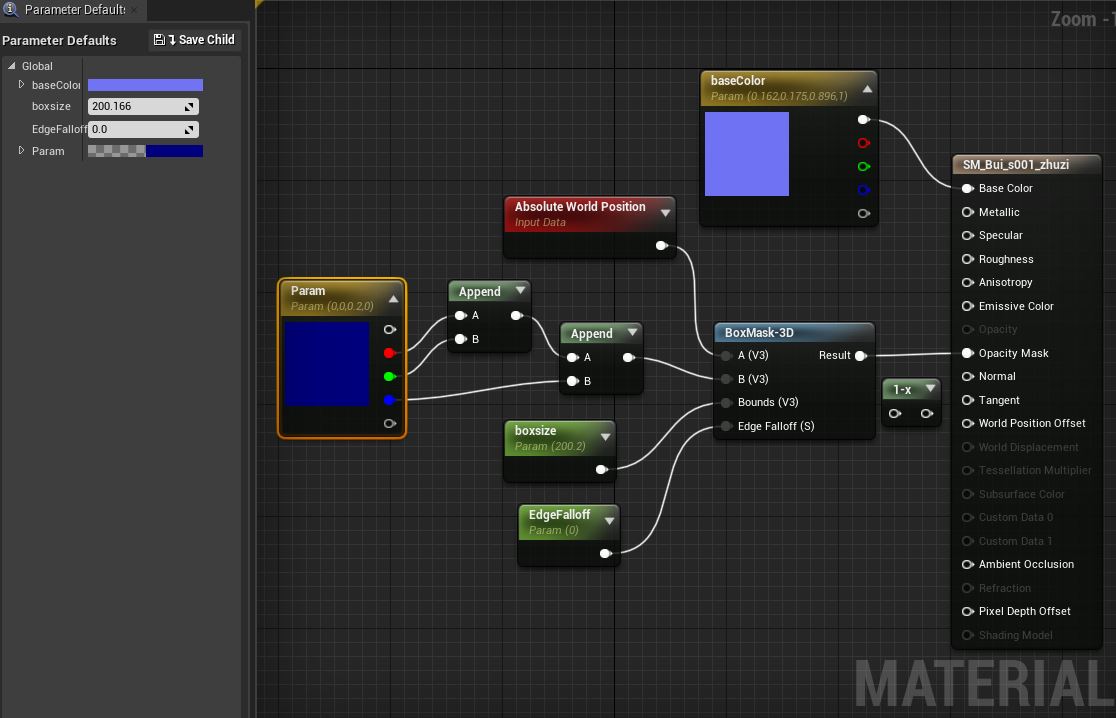 Parameter Defaults
Parameter Defaults
Save Child
Global
baseColor
boxsize
200.166
EdgeFalloff
0.0
Param
Zoom -1
baseColor
Param (0.162,0.175,0.896,1)
SM_Bui_s001_zhuzi
Base Color
Metallic
Specular
Roughness
Anisotropy
Emissive Color
Opacity
Opacity Mask
Normal
Tangent
World Position Offset
World Displacement
Tessellation Multiplier
Subsurface Color
Custom Data 0
Custom Data 1
Ambient Occlusion
Refraction
Pixel Depth Offset
Shading Model
Absolute World Position
Input Data
Param
Param (0,0,0.2,0)
Append
A
B
Append
A
B
BoxMask-3D
A (V3)
Result
B (V3)
Bounds (V3)
Edge Falloff (S)
1-x
boxsize
Param (200.2)
EdgeFalloff
Param (0)
MATERIAL